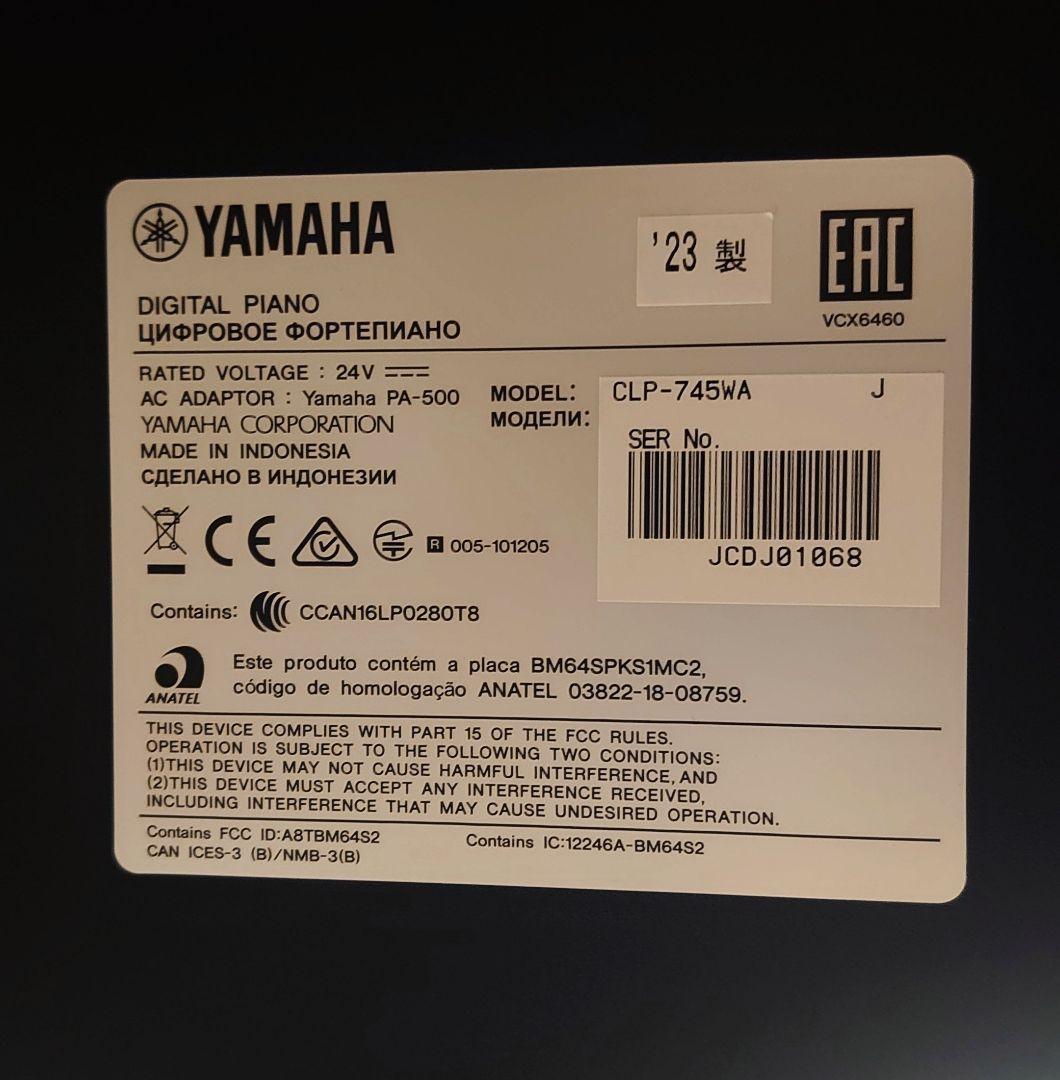 YAMAHA
'23 製
EAC
VCX6460
DIGITAL PIANO
ЦИФРОВОЕ ФОРТЕПИАНО
RATED VOLTAGE : 24V
AC ADAPTOR : Yamaha PA-500
YAMAHA CORPORATION
MADE IN INDONESIA
СДЕЛАНО В ИНДОНЕЗИИ
MODEL:
МОДЕЛИ:
CLP-745WA J
SER No.
JCDJ01068
CE
R 005-101205
Contains: CCAN16LP0280T8
ANATEL
Este produto contém a placa BM64SPKS1MC2,
código de homologação ANATEL 03822-18-08759.
THIS DEVICE COMPLIES WITH PART 15 OF THE FCC RULES.
OPERATION IS SUBJECT TO THE FOLLOWING TWO CONDITIONS:
(1)THIS DEVICE MAY NOT CAUSE HARMFUL INTERFERENCE, AND
(2)THIS DEVICE MUST ACCEPT ANY INTERFERENCE RECEIVED,
INCLUDING INTERFERENCE THAT MAY CAUSE UNDESIRED OPERATION.
Contains FCC ID:A8TBM64S2
Contains IC:12246A-BM64S2
CAN ICES-3 (B)/NMB-3(B)